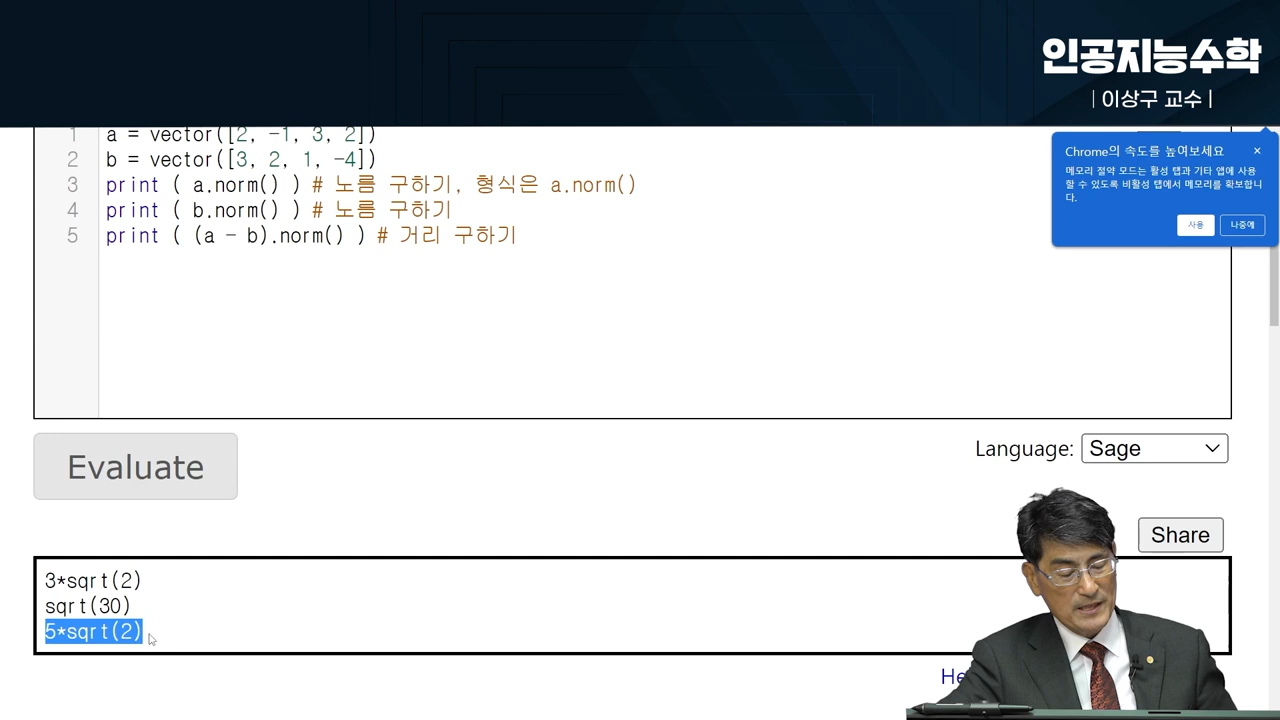 인공지능수학
| 이상구 교수 |
1 a = vector([2, -1, 3, 2])
2 b = vector([3, 2, 1, -4])
3 print ( a.norm() ) # 노름 구하기, 형식은 a.norm()
4 print ( b.norm() ) # 노름 구하기
5 print ( (a - b).norm() ) # 거리 구하기
Chrome의 속도를 높여보세요 ×
메모리 절약 모드는 활성 탭과 기타 앱에 사용
할 수 있도록 비활성 탭에서 메모리를 확보합니
다.
사용 나중에
Evaluate
Language: Sage
Share
3*sqrt(2)
sqrt(30)
5*sqrt(2)
He